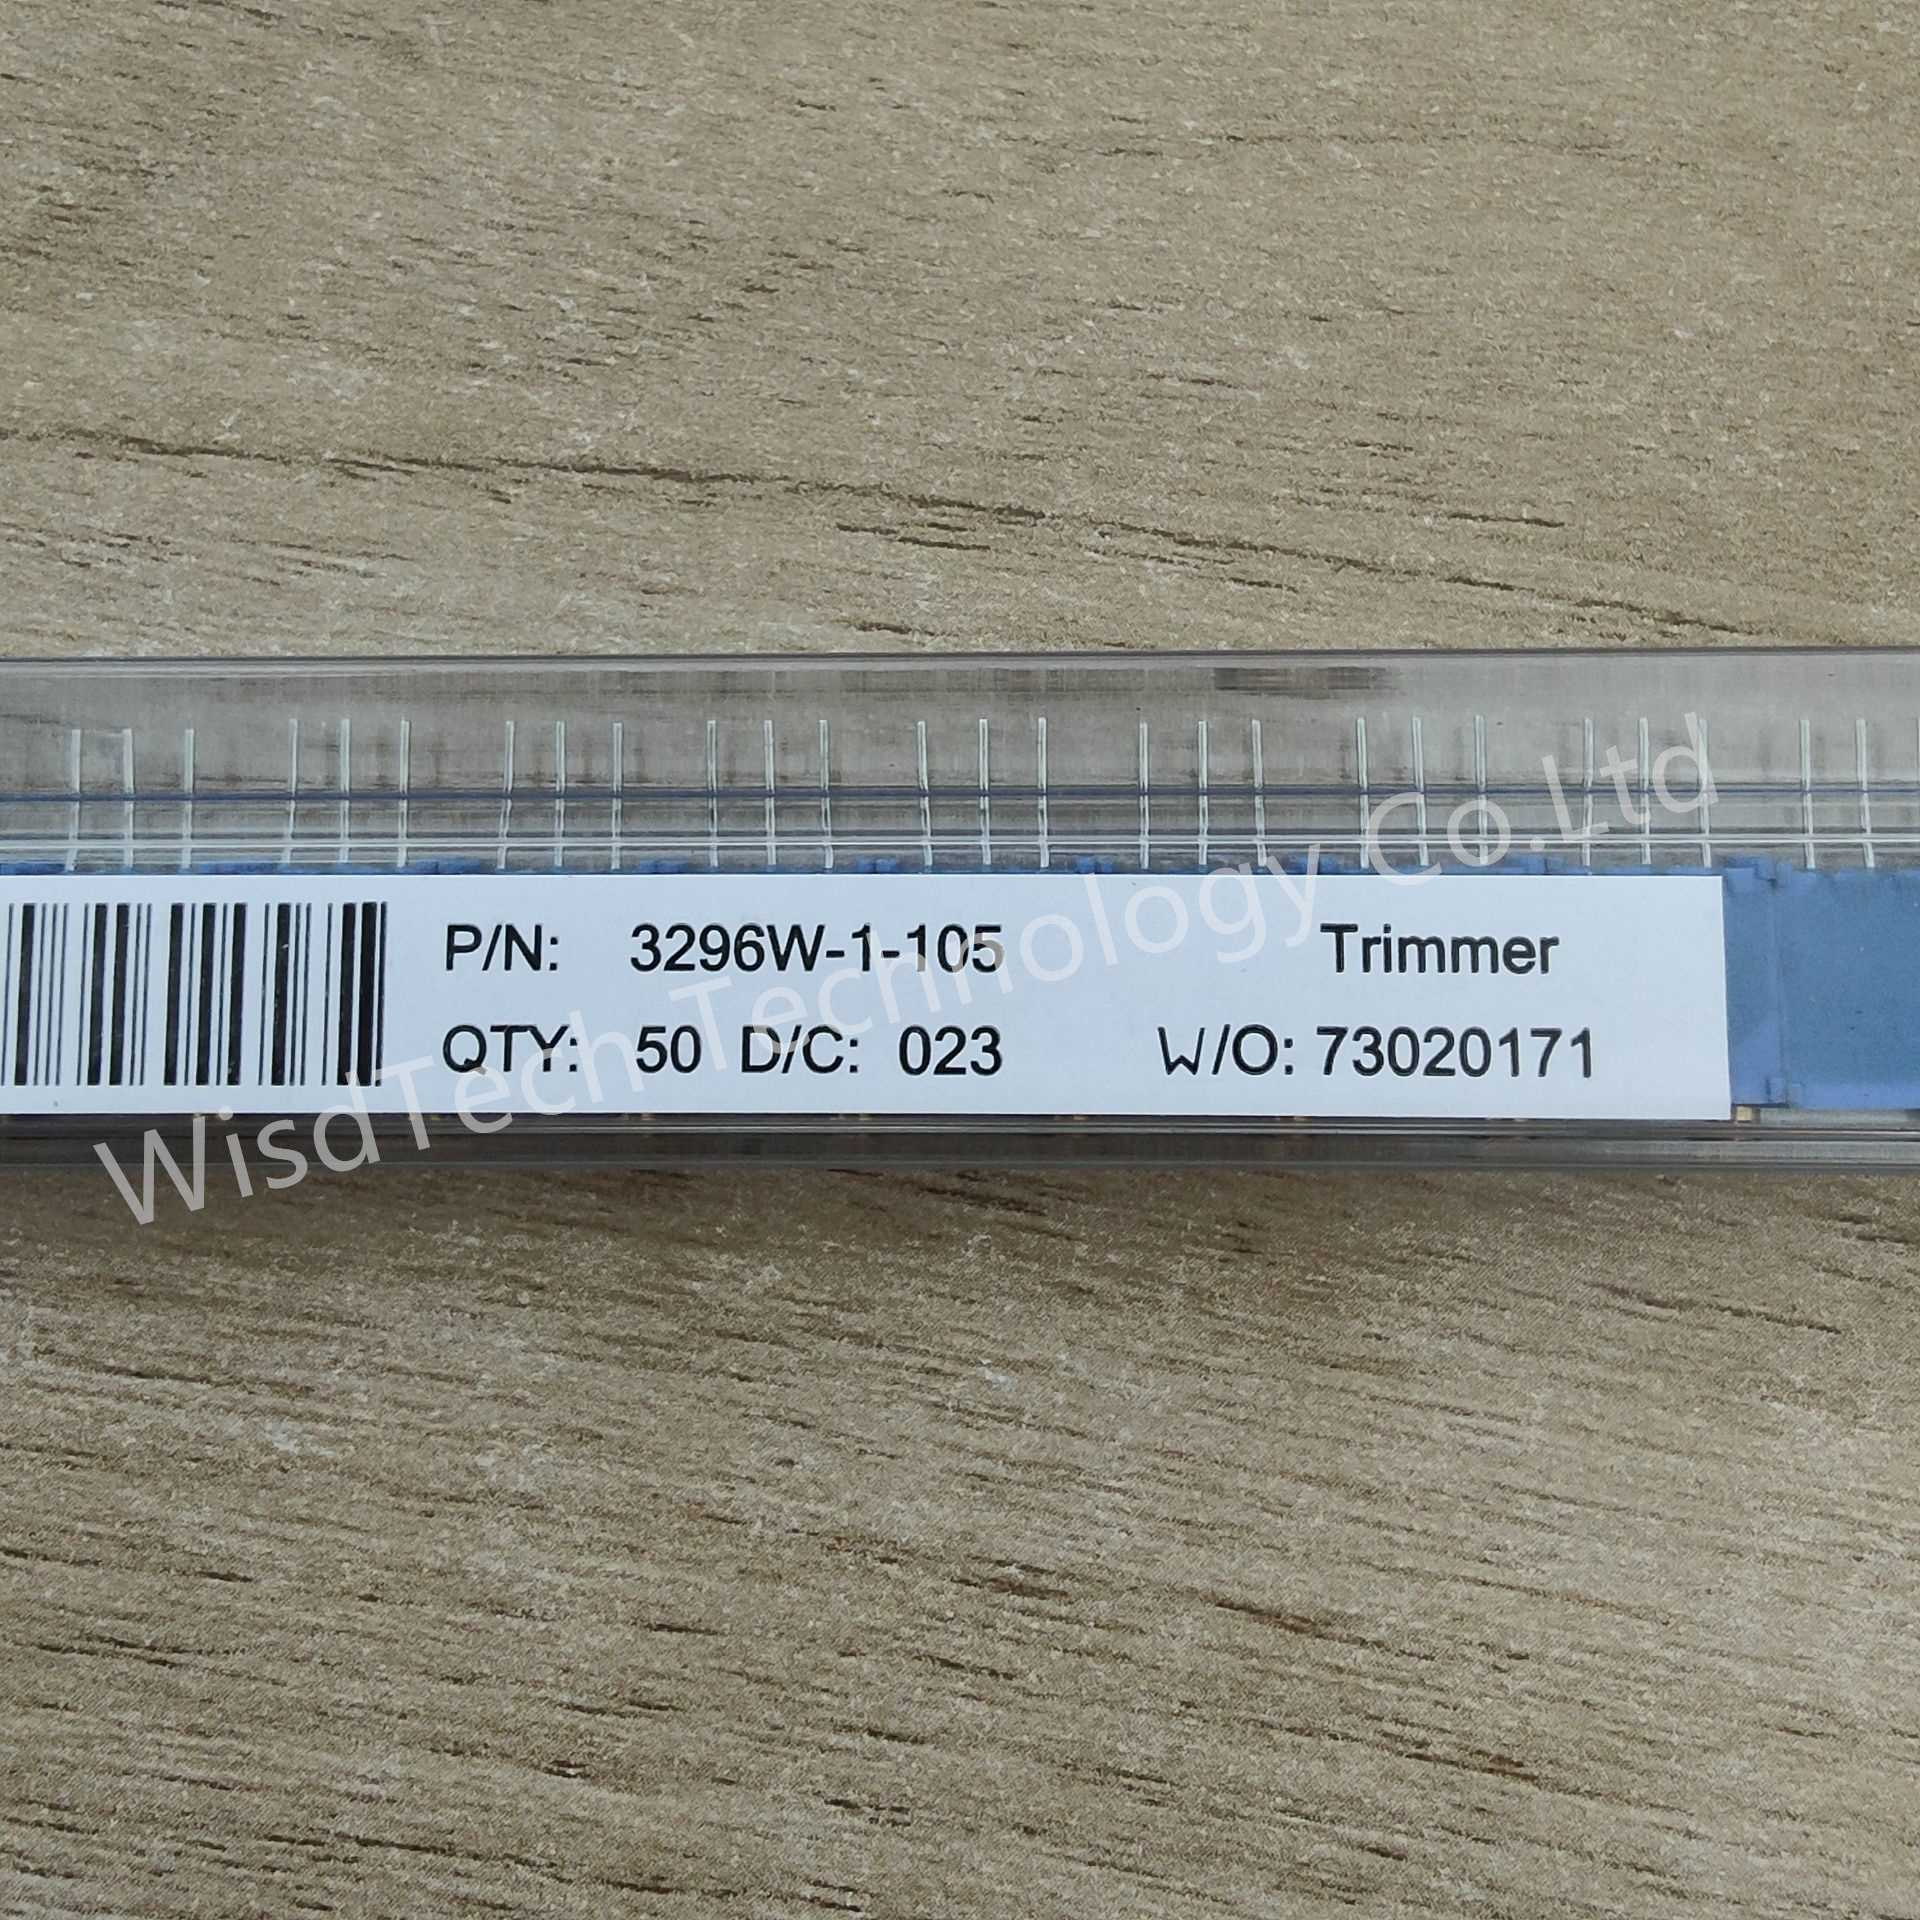 P/N: 3296W-1-105 Trimmer
QTY: 50 D/C: 023 W/O: 73020171
WisdTech Technology Co.Ltd